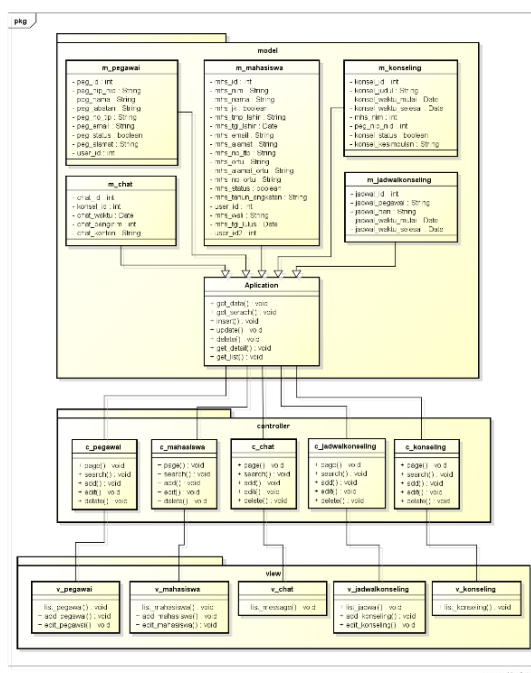 pkg
model
m_pegawai
- peg_id : int
- peg_nip_nid : String
- peg_nama : String
- peg_jabatan : String
- peg_no_tlp : String
- peg_email : String
- peg_status : boolean
- peg_alamat : String
- user_id : int
m_mahasiswa
- mhs_id : int
- mhs_nim : String
- mhs_nama : String
- mhs_jk : boolean
- mhs_tmp_lahir : String
- mhs_tgl_lahir : Date
- mhs_email : String
- mhs_alamat : String
- mhs_no_tlp : String
- mhs_ortu : String
- mhs_alamat_ortu : String
- mhs_no_ortu : String
- mhs_status : boolean
- mhs_tahun_angkatan : String
- user_id : int
- mhs_wali : String
- mhs_tgl_lulus : Date
- user_id2 : int
m_konseling
- konsel_id : int
- konsel_judul : String
- konsel_waktu_mulai : Date
- konsel_waktu_selesai : Date
- mhs_nim : String
- peg_nip_nid : int
- konsel_status : boolean
- konsel_kesimpulan : String
m_chat
- chat_id : int
- konsel_id : int
- chat_waktu : Date
- chat_pengirim : int
- chat_konten : String
m_jadwalkonseling
- jadwal_id : int
- jadwal_pegawai : String
- jadwal_hari : String
- jadwal_waktu_mulai : Date
- jadwal_waktu_selesai : Date
Aplication
+ get_data() : void
+ get_serach() : void
+ insert() : void
+ update() : void
+ delete() : void
+ get_detail() : void
+ get_list() : void
controller
c_pegawai
+ page() : void
+ search() : void
+ add() : void
+ edit() : void
+ delete() : void
c_mahasiswa
+ page() : void
+ search() : void
+ add() : void
+ edit() : void
+ delete() : void
c_chat
+ page() : void
+ search() : void
+ add() : void
+ edit() : void
+ delete() : void
c_jadwalkonseling
+ page() : void
+ search() : void
+ add() : void
+ edit() : void
+ delete() : void
c_konseling
+ page() : void
+ search() : void
+ add() : void
+ edit() : void
+ delete() : void
view
v_pegawai
list_pegawai() : void
+ add_pegawai() : void
+ edit_pegawai() : void
v_mahasiswa
list_mahasiswa() : void
+ add_mahasiswa() : void
+ edit_mahasiswa() : void
v_chat
list_message() : void
v_jadwalkonseling
+ list_jadwal() : void
+ add_konseling() : void
+ edit_konseling() : void
v_konseling
+ list_konseling() : void